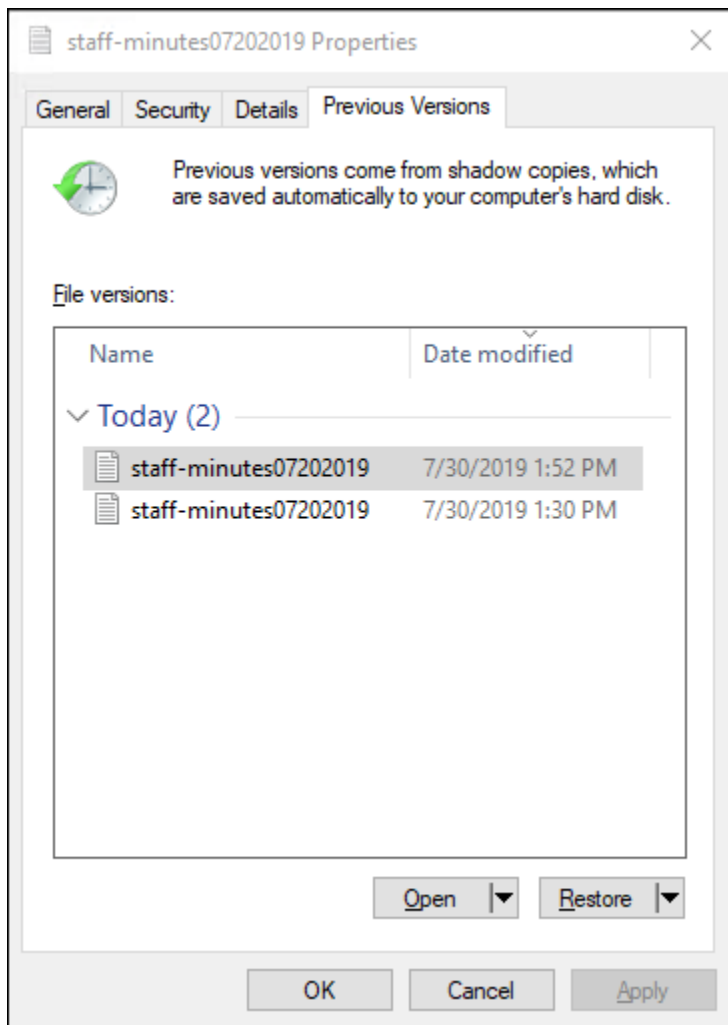 staff-minutes07202019 Properties
General Security Details Previous Versions
Previous versions come from shadow copies, which
are saved automatically to your computer's hard disk.
File versions:
Name Date modified
Today (2)
staff-minutes07202019 7/30/2019 1:52 PM
staff-minutes07202019 7/30/2019 1:30 PM
Open Restore
OK Cancel Apply